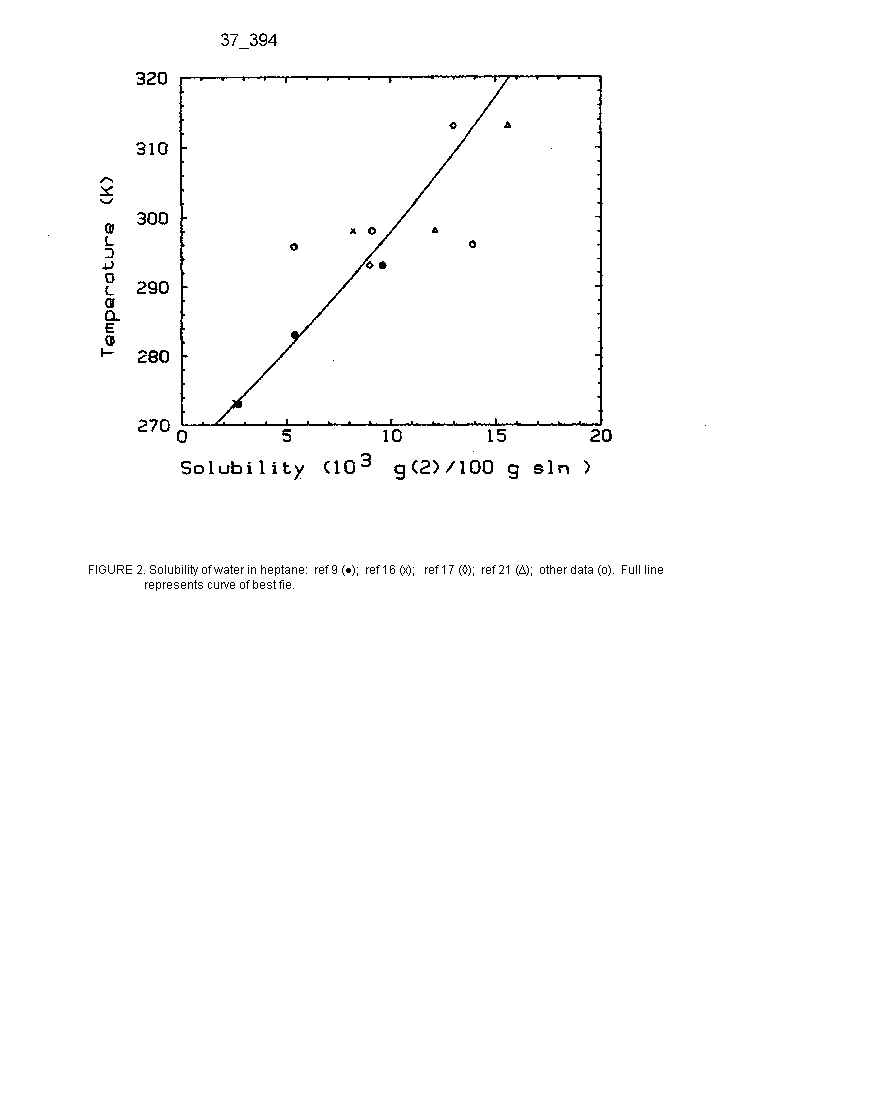 37_394
320
310
300
290
280
270
Temperature (K)
0 5 10 15 20
Solubility (10³ g(2)/100 g sln )
FIGURE 2. Solubility of water in heptane: ref 9 (●); ref 16 (x); ref 17 (◊); ref 21 (Δ); other data (o). Full line
represents curve of best fie.